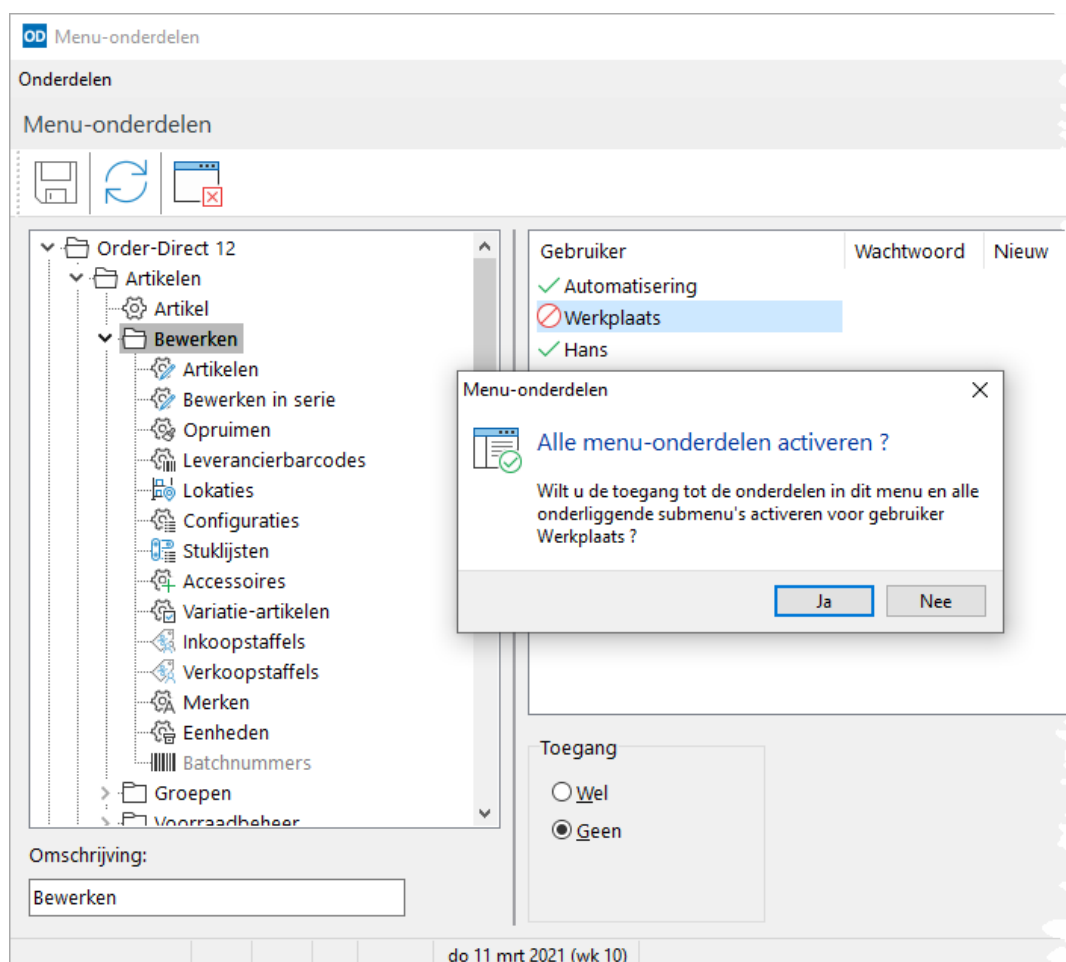 OD Menu-onderdelen
Onderdelen
Menu-onderdelen
Order-Direct 12
Artikelen
Artikel
Bewerken
Artikelen
Bewerken in serie
Opruimen
Leverancierbarcodes
Lokaties
Configuraties
Stuklijsten
Accessoires
Variatie-artikelen
Inkoopstaffels
Verkoopstaffels
Merken
Eenheden
Batchnummers
Groepen
Voorraadbeheer
Omschrijving:
Bewerken
Gebruiker Wachtwoord Nieuw
Automatisering
Werkplaats
Hans
Menu-onderdelen
Alle menu-onderdelen activeren ?
Wilt u de toegang tot de onderdelen in dit menu en alle
onderliggende submenu's activeren voor gebruiker
Werkplaats ?
Ja Nee
Toegang
Wel
Geen
do 11 mrt 2021 (wk 10)